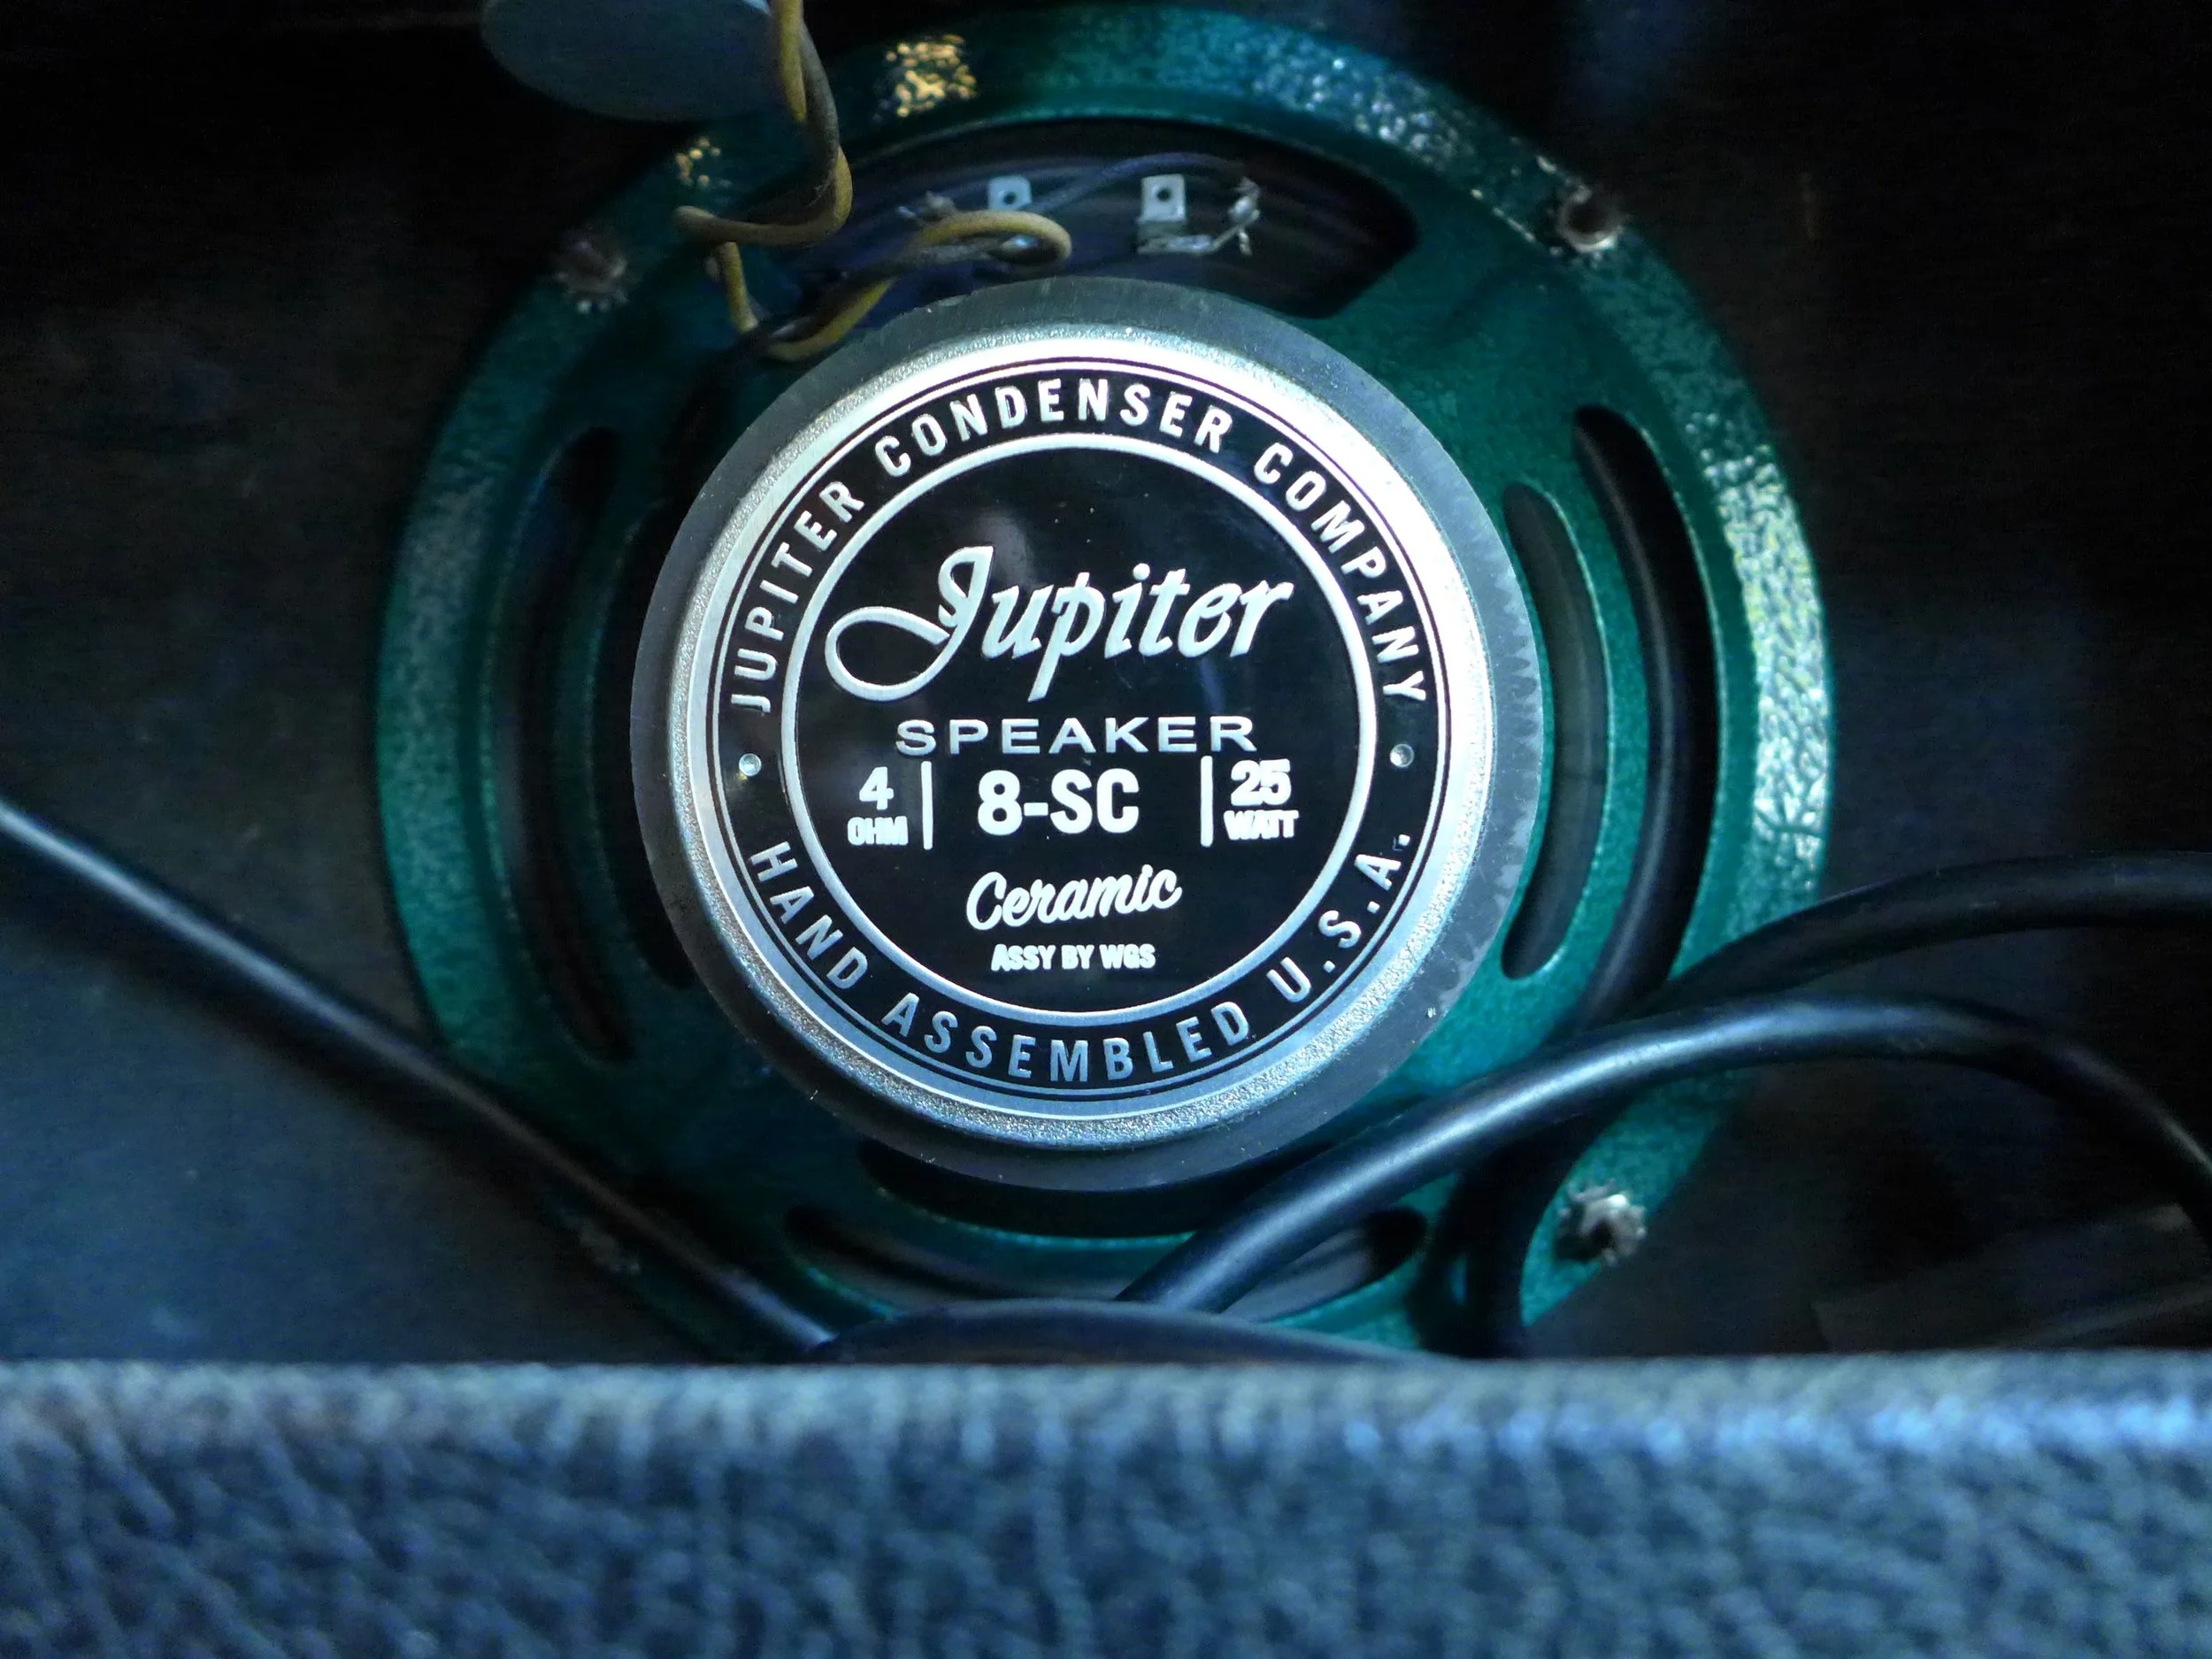 JUPITER CONDENSER COMPANY
Jupiter
SPEAKER
4 OHM | 8-SC | 25 WATT
Ceramic
ASSY BY WGS
HAND ASSEMBLED U.S.A.